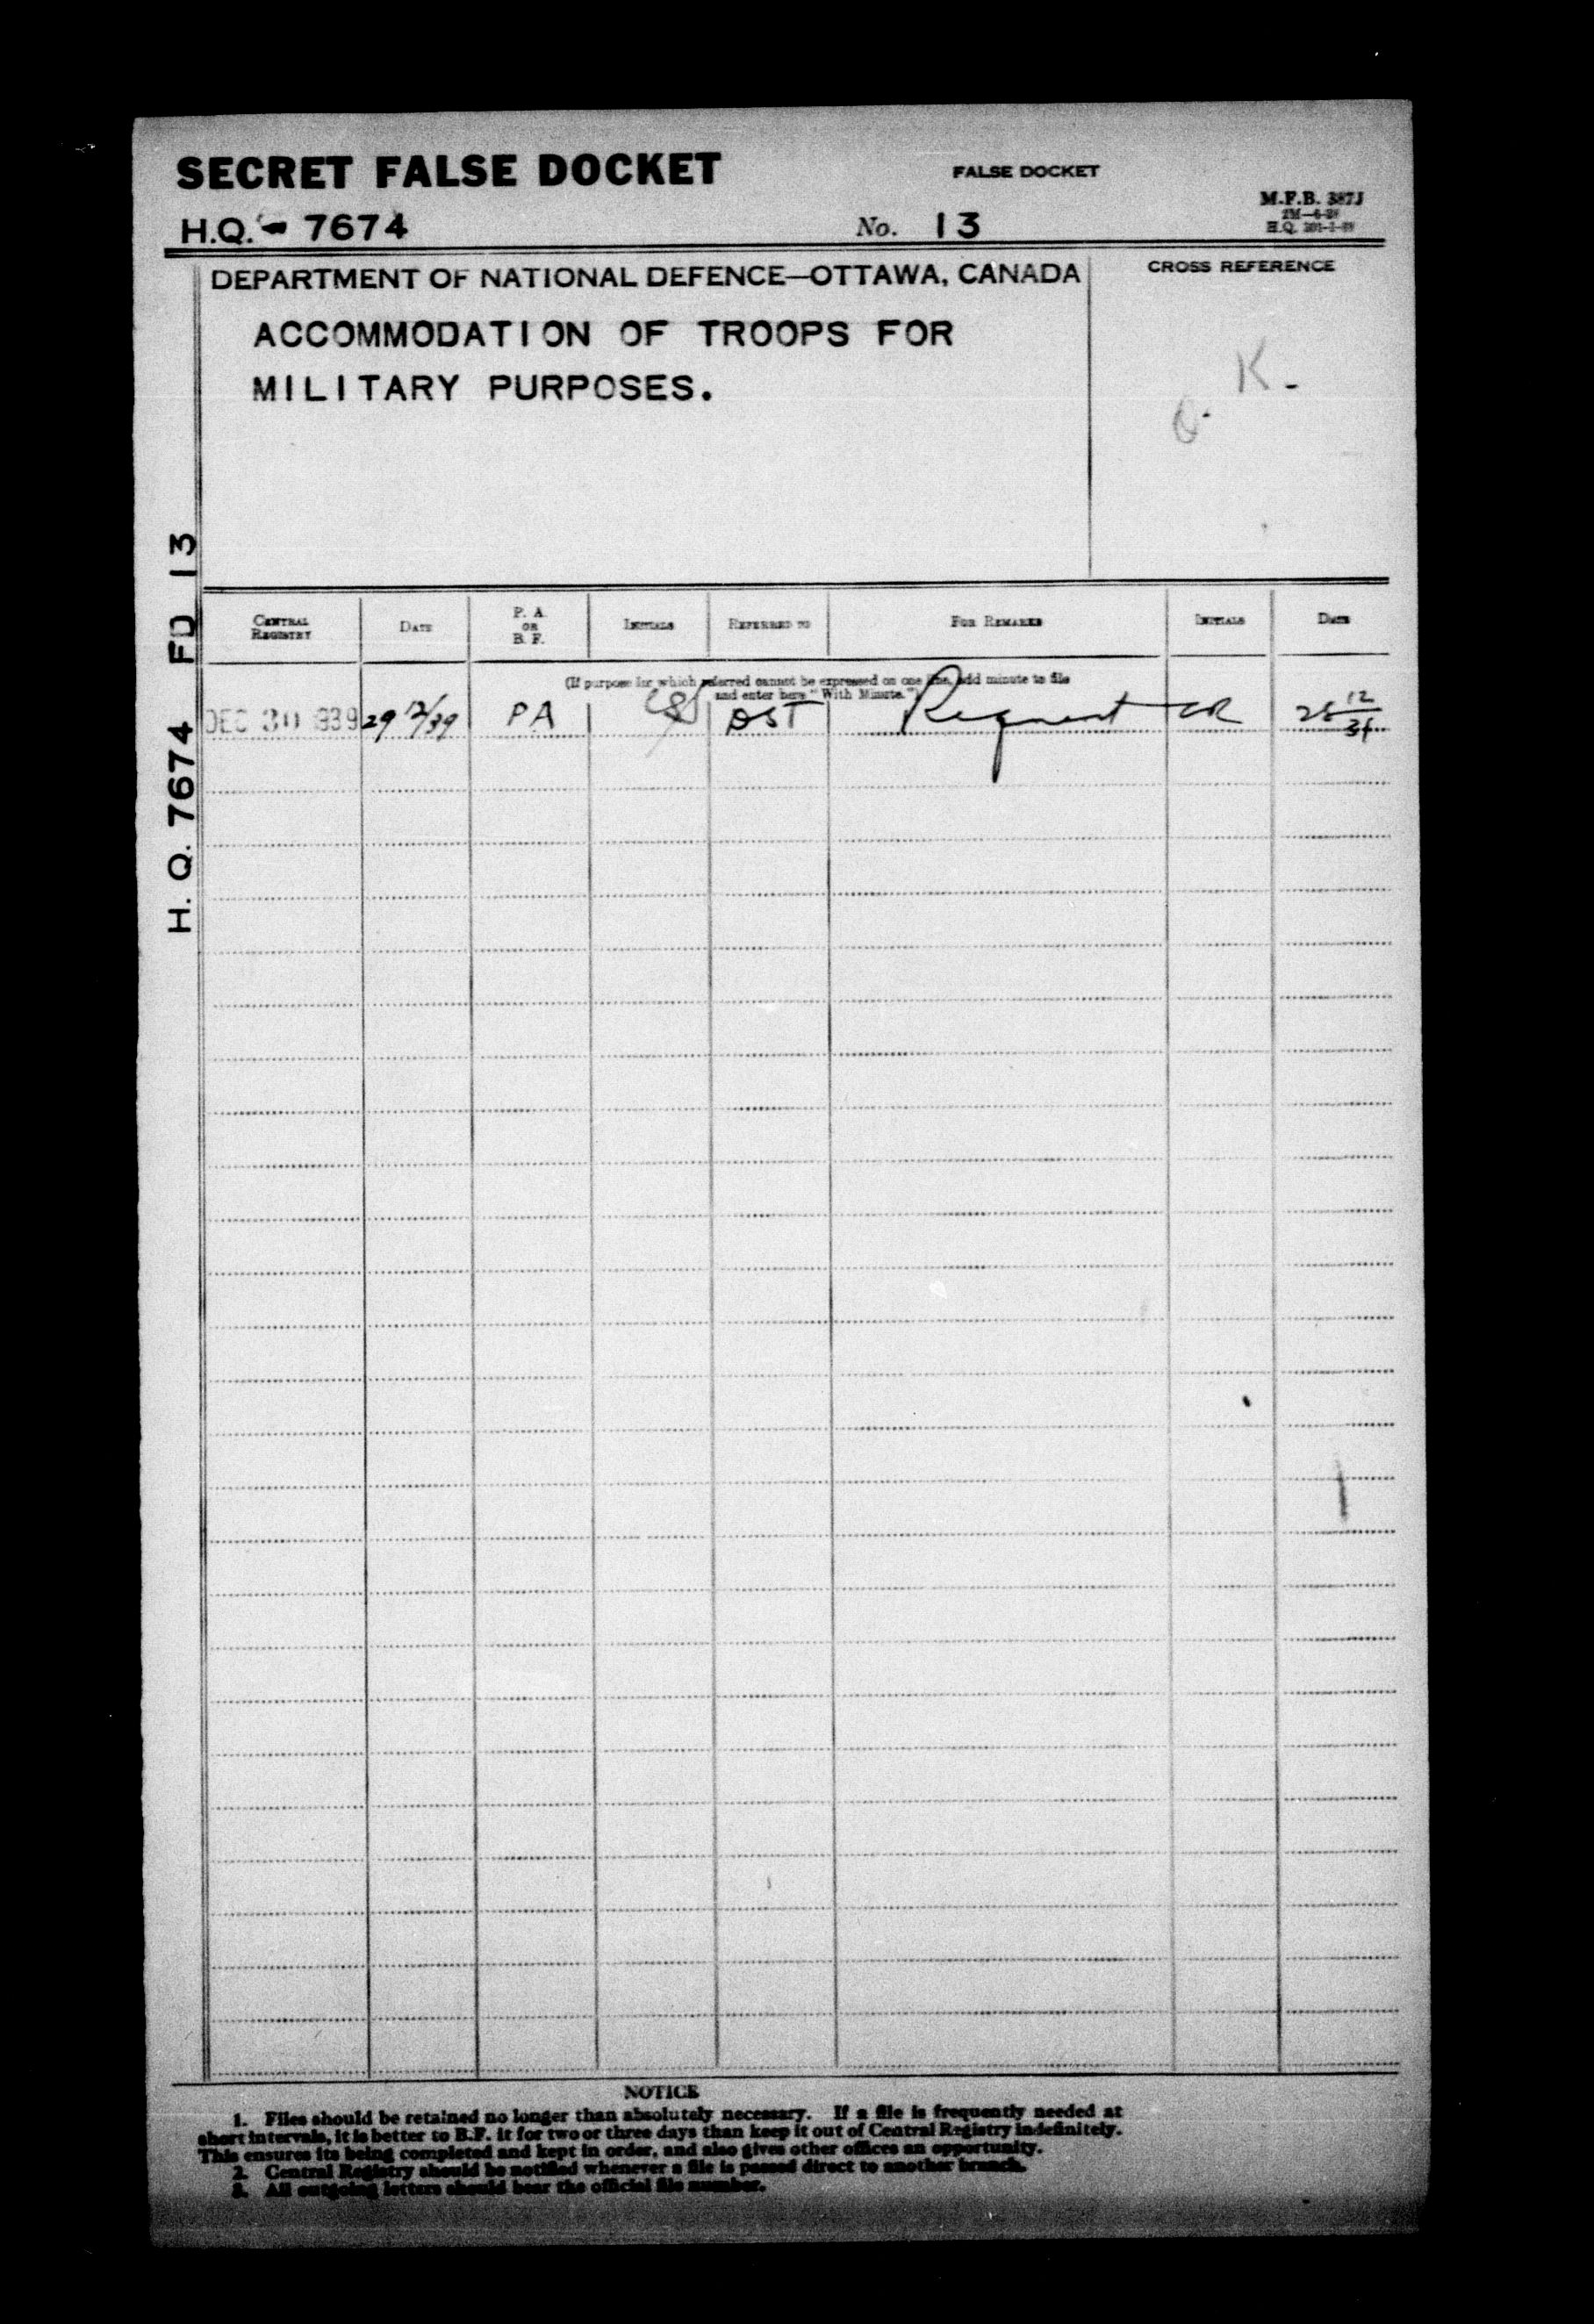 SECRET FALSE DOCKET
FALSE DOCKET
M.F.B. 387J
H.Q. - 7674
No. 13
H.Q.
DEPARTMENT OF NATIONAL DEFENCE—OTTAWA, CANADA
CROSS REFERENCE
ACCOMMODATION OF TROOPS FOR
MILITARY PURPOSES.
K.
H. Q. 7674 FD 13
CENTRAL REGISTRY
DATE
P. A. OR B. F.
INITIALS
REFERRED TO
FOR REMARKS
INITIALS
DATE
(If purpose for which referred cannot be expressed on one line, add minute to file
and enter here "With Minute.")
DEC 30 939 29 12/39 PA DST Request CR
NOTICE
1. Files should be retained no longer than absolutely necessary. If a file is frequently needed at
short intervals, it is better to B.F. it for two or three days than keep it out of Central Registry indefinitely.
This ensures its being completed and kept in order, and also gives other offices an opportunity.
2. Central Registry should be notified whenever a file is passed direct to another branch.
3. All outgoing letters should bear the official file number.